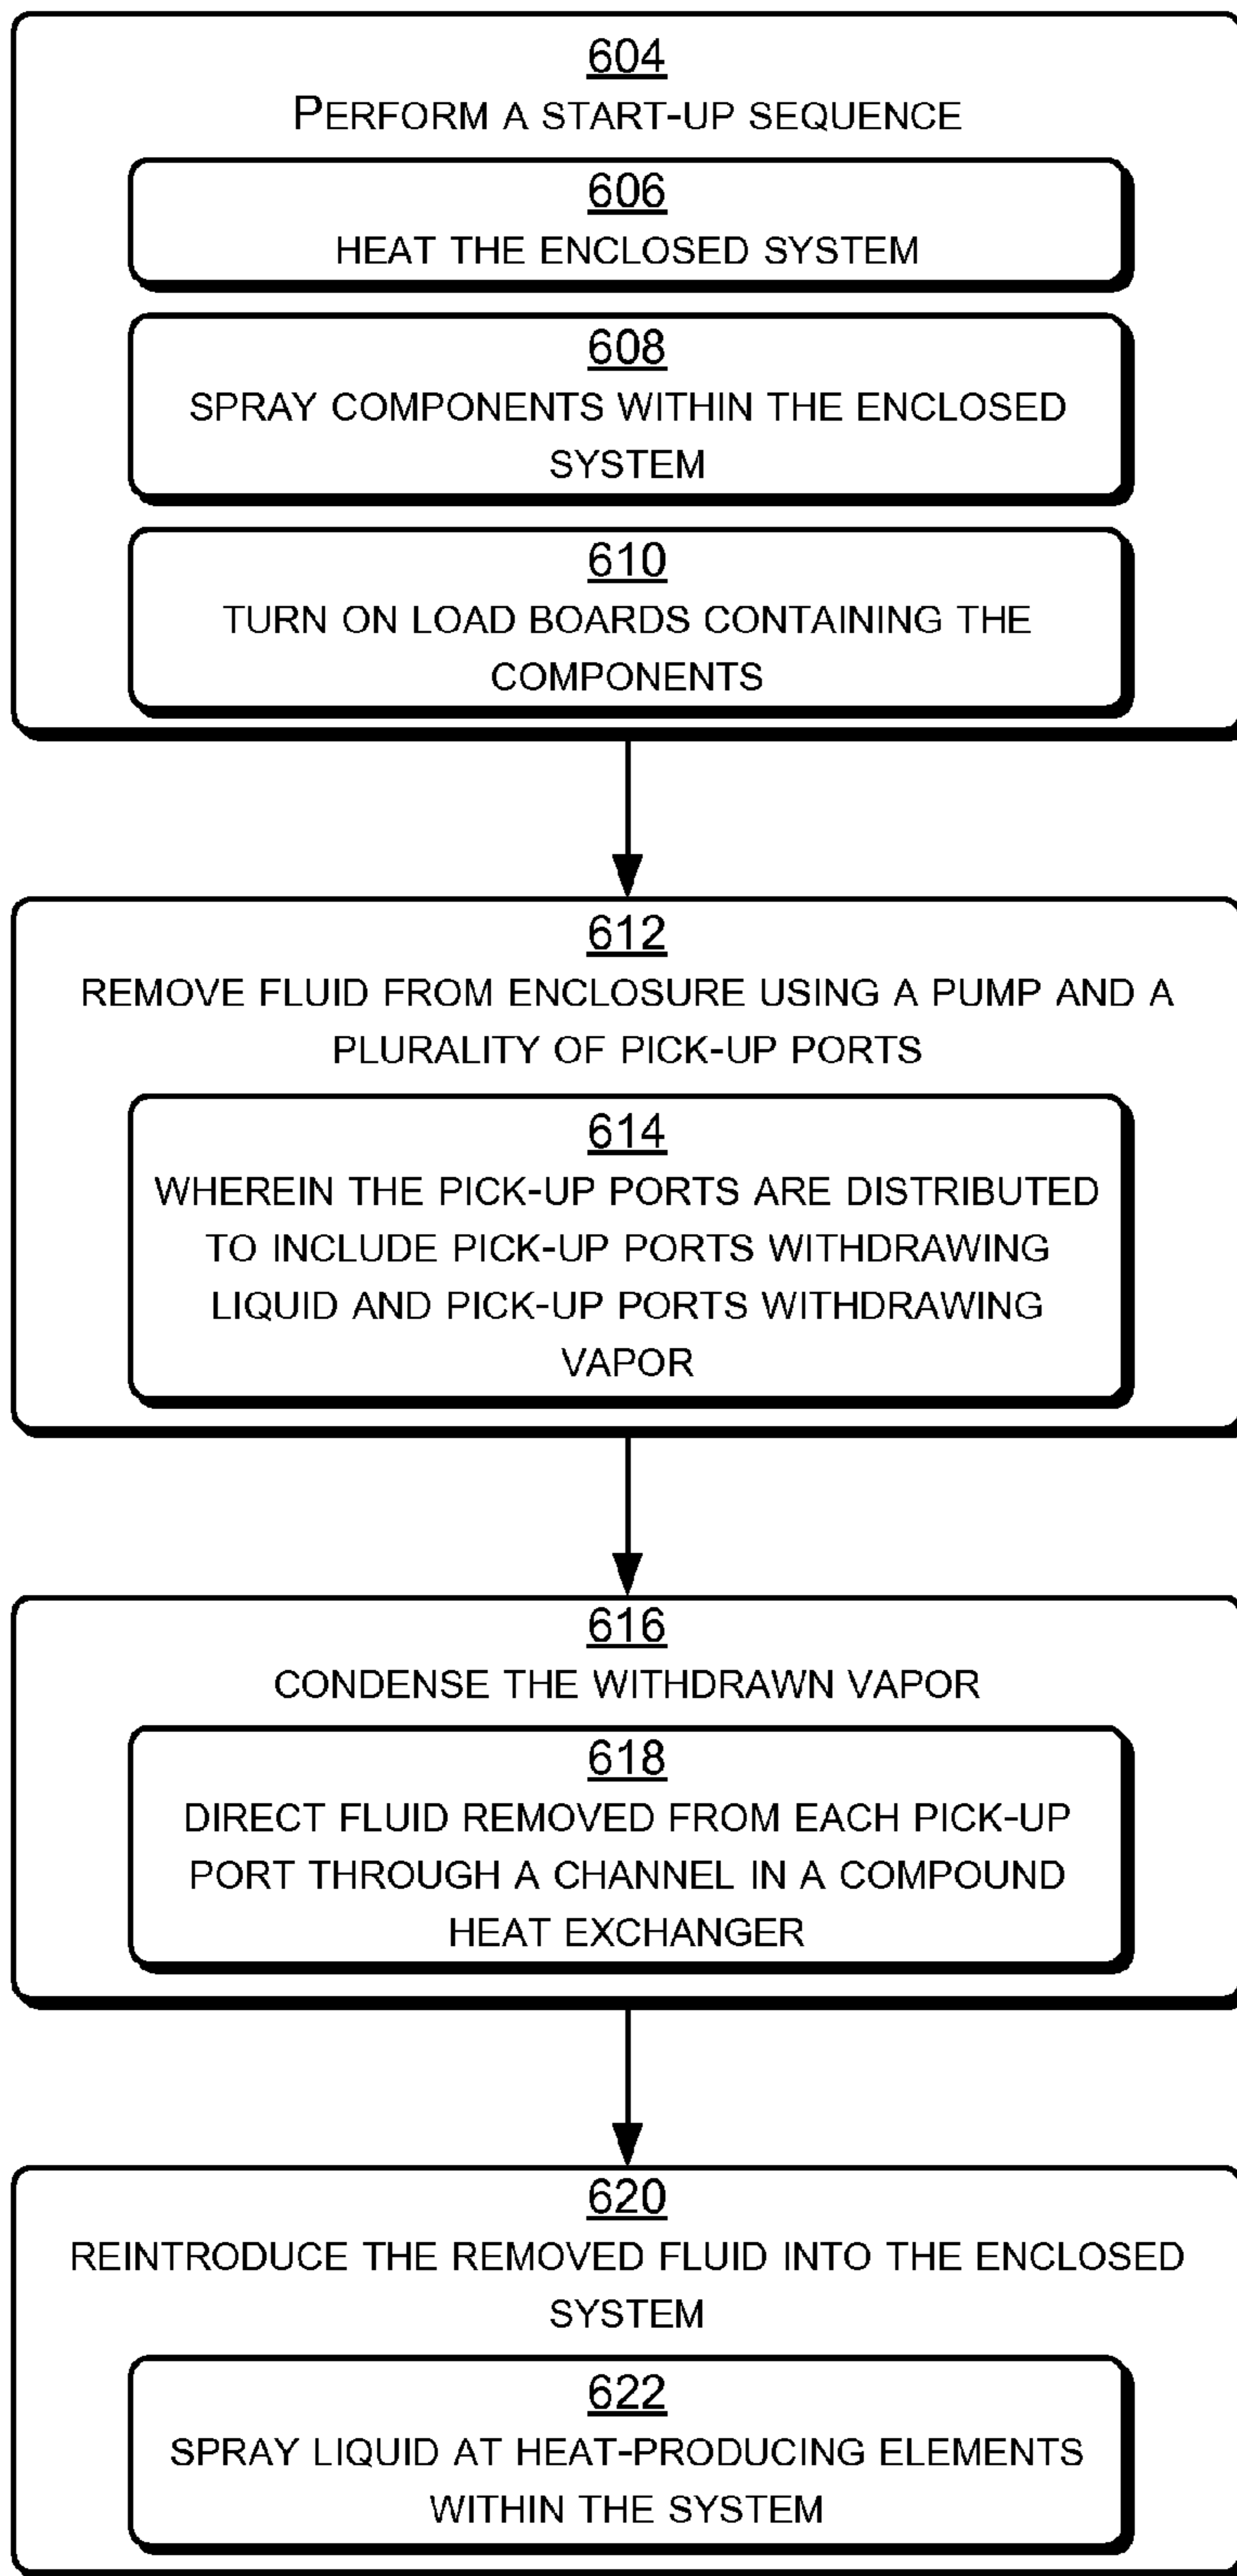 604
PERFORM A START-UP SEQUENCE
606
HEAT THE ENCLOSED SYSTEM
608
SPRAY COMPONENTS WITHIN THE ENCLOSED
SYSTEM
610
TURN ON LOAD BOARDS CONTAINING THE
COMPONENTS
612
REMOVE FLUID FROM ENCLOSURE USING A PUMP AND A
PLURALITY OF PICK-UP PORTS
614
WHEREIN THE PICK-UP PORTS ARE DISTRIBUTED
TO INCLUDE PICK-UP PORTS WITHDRAWING
LIQUID AND PICK-UP PORTS WITHDRAWING
VAPOR
616
CONDENSE THE WITHDRAWN VAPOR
618
DIRECT FLUID REMOVED FROM EACH PICK-UP
PORT THROUGH A CHANNEL IN A COMPOUND
HEAT EXCHANGER
620
REINTRODUCE THE REMOVED FLUID INTO THE ENCLOSED
SYSTEM
622
SPRAY LIQUID AT HEAT-PRODUCING ELEMENTS
WITHIN THE SYSTEM